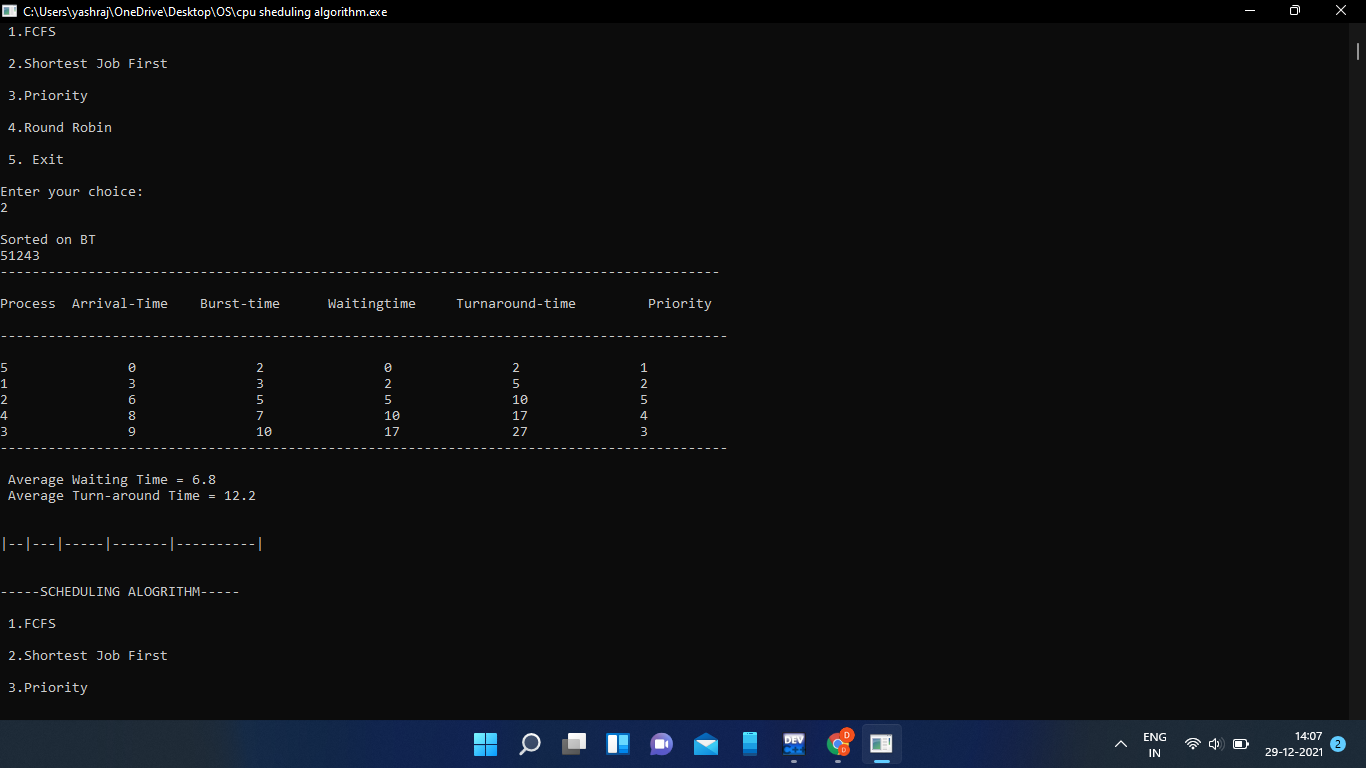 C:\Users\yashraj\OneDrive\Desktop\OS\cpu sheduling algorithm.exe
1.FCFS
2.Shortest Job First
3.Priority
4.Round Robin
5. Exit
Enter your choice:
2
Sorted on BT
51243
------------------------------------------------------------------------------------------
Process  Arrival-Time    Burst-time      Waitingtime     Turnaround-time         Priority
-------------------------------------------------------------------------------------------
5               0               2               0               2               1
1               3               3               2               5               2
2               6               5               5               10              5
4               8               7               10              17              4
3               9               10              17              27              3
-------------------------------------------------------------------------------------------
Average Waiting Time = 6.8
Average Turn-around Time = 12.2
|--|---|-----|-------|----------|
-----SCHEDULING ALOGRITHM-----
1.FCFS
2.Shortest Job First
3.Priority
DEV
D
D
ENG
IN
14:07
29-12-2021
2